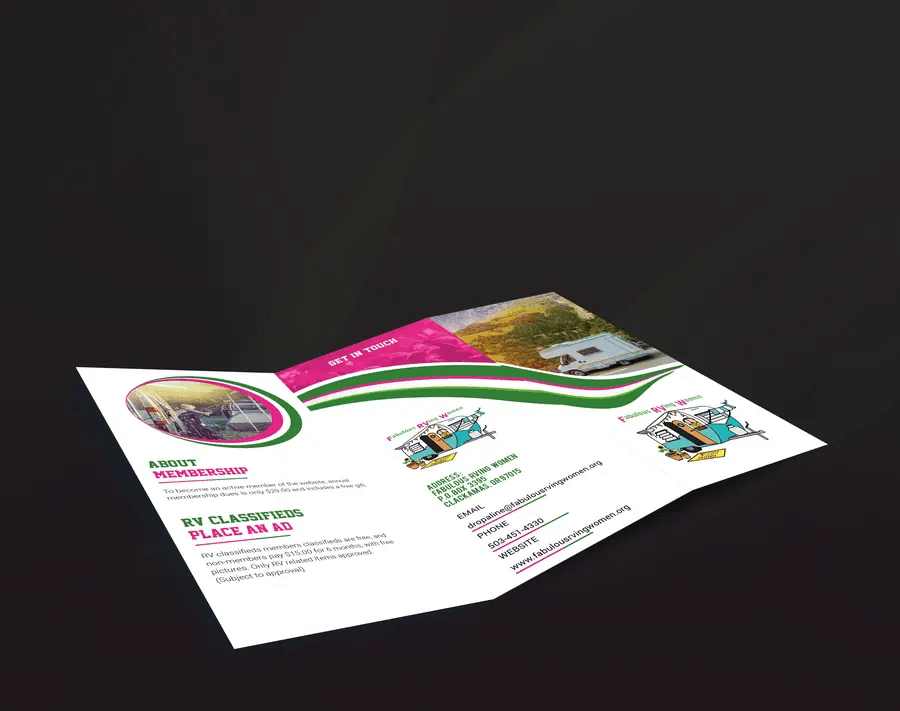 ABOUT
MEMBERSHIP
To become an active member of the website, annual
membership dues is only $29.00 and includes a free gift.
RV CLASSIFIEDS
PLACE AN AD
RV classifieds members classifieds are free, and
non-members pay $15.00 for 6 months, with free
pictures. Only RV related items approved.
(Subject to approval)
GET IN TOUCH
Fabulous RVing Women
ADDRESS:
FABULOUS RVING WOMEN
P.O BOX 3395
CLACKAMAS, OR 97015
EMAIL
dropaline@fabulousrvingwomen.org
PHONE
503-451-4330
WEBSITE
www.fabulousrvingwomen.org
Fabulous RVing Women